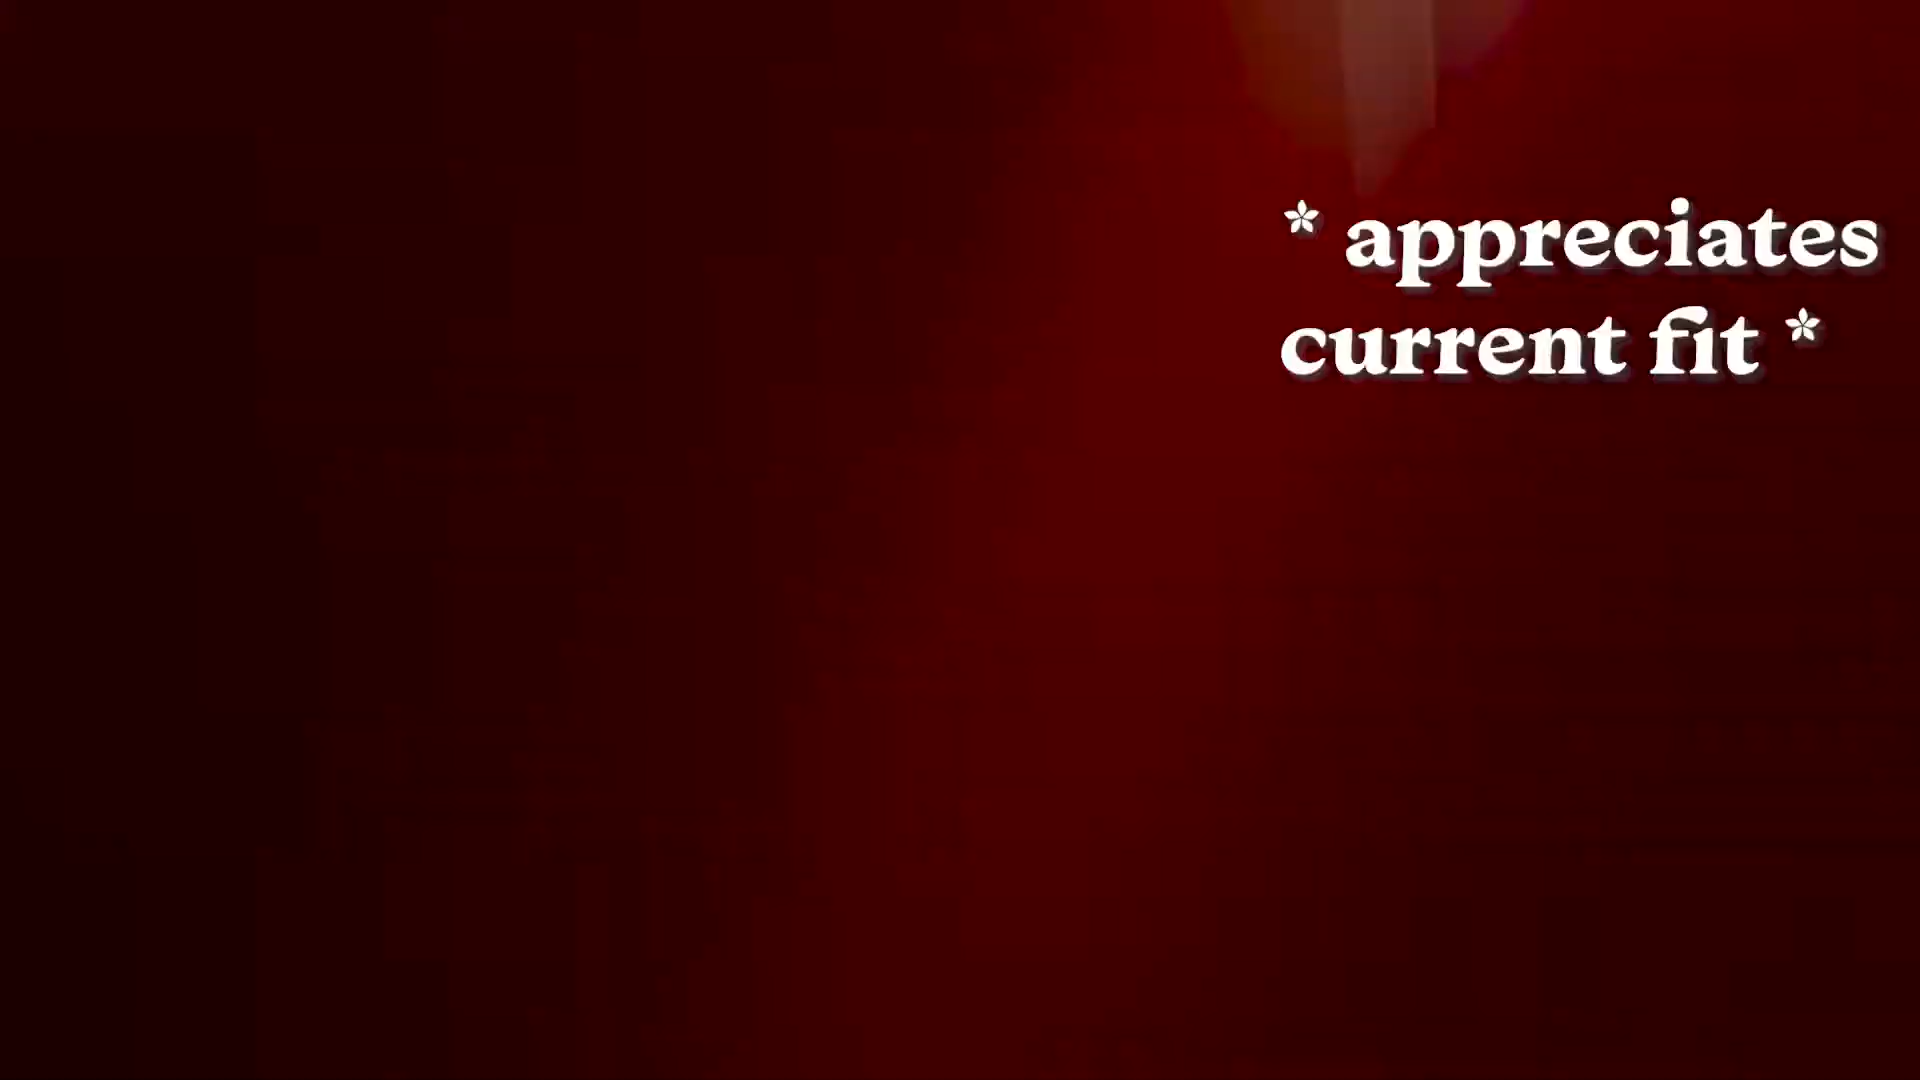 * appreciates
current fit *